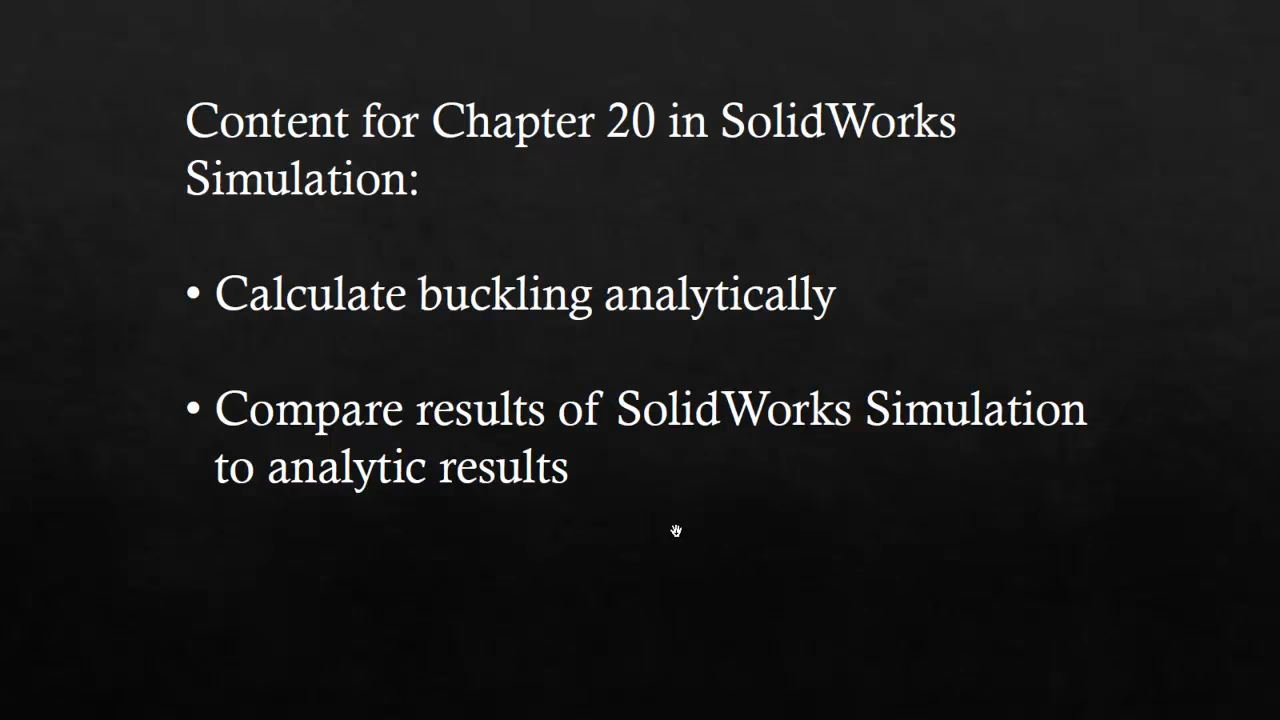 Content for Chapter 20 in SolidWorks
Simulation:
• Calculate buckling analytically
• Compare results of SolidWorks Simulation
to analytic results